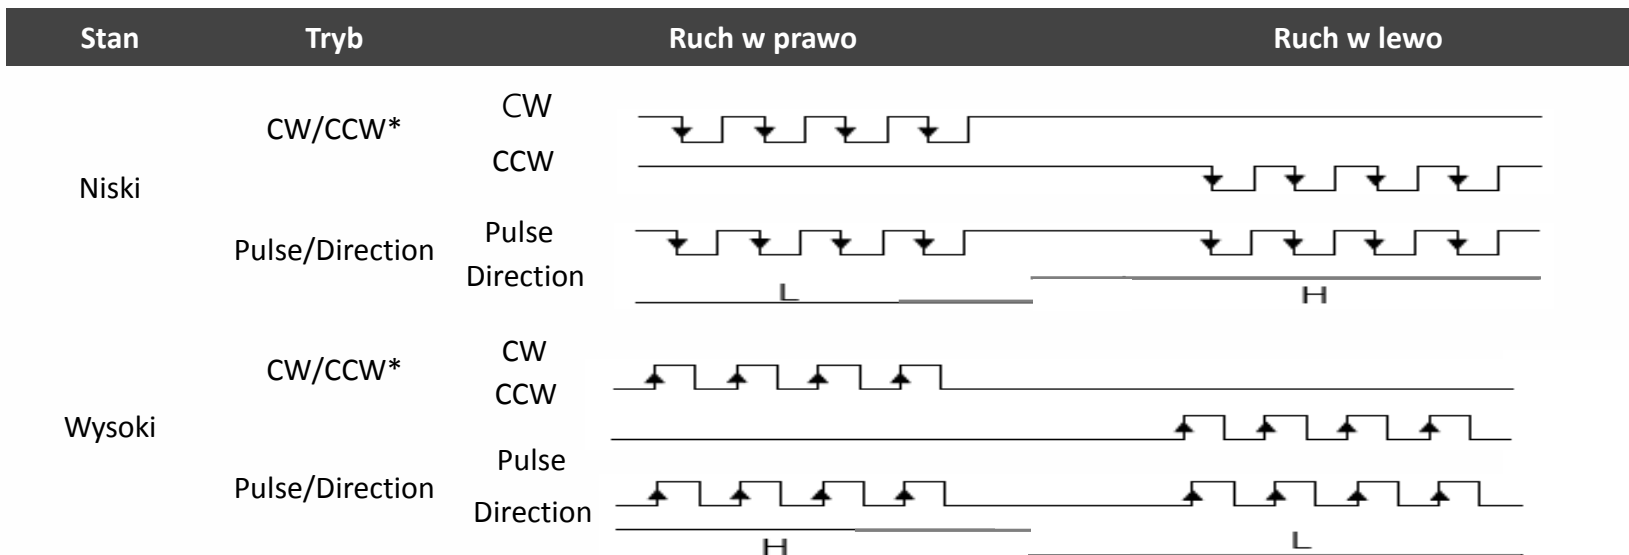 Stan Tryb Ruch w prawo Ruch w lewo
CW
CW/CCW*
CCW
Niski
Pulse
Pulse/Direction
Direction
L H
CW
CW/CCW*
CCW
Wysoki
Pulse
Pulse/Direction
Direction
H L